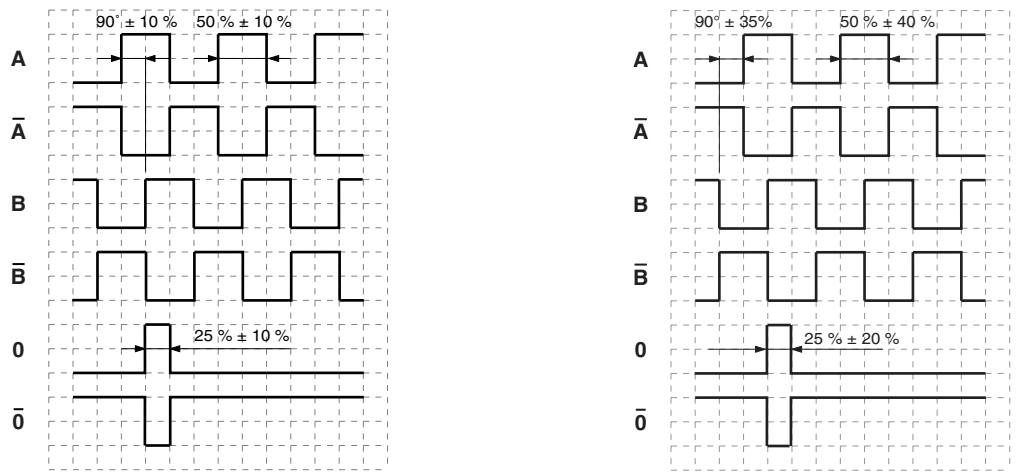 90° ± 10 % 50 % ± 10 %
A
A̅
B
B̅
0
25 % ± 10 %
0̅
90° ± 35% 50 % ± 40 %
A
A̅
B
B̅
0
25 % ± 20 %
0̅